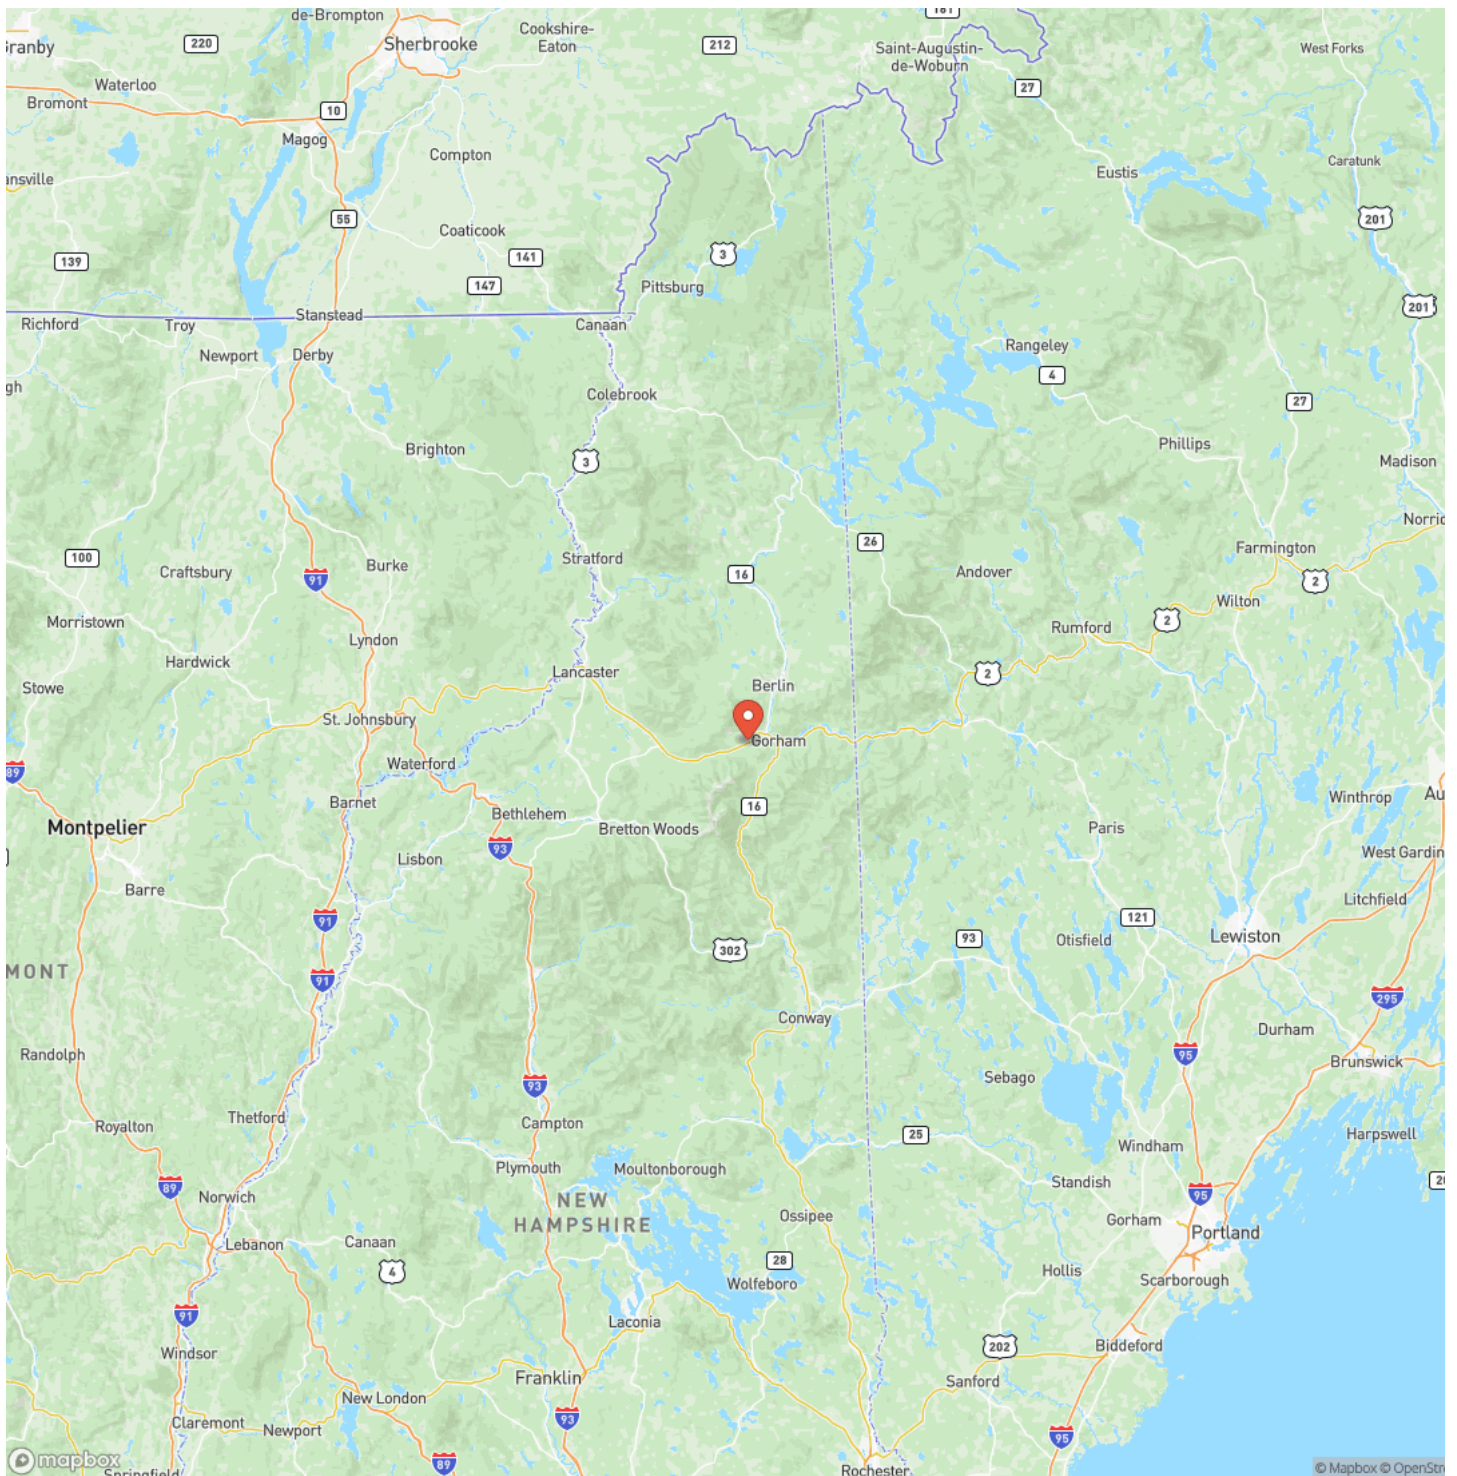 de-Brompton
Cookshire-
Eaton
161
Granby
220
Sherbrooke
212
Saint-Augustin-
de-Woburn
West Forks
Waterloo
27
Bromont
10
Magog
Compton
Caratunk
Eustis
ansville
55
201
Coaticook
139
141
3
147
Pittsburg
201
Richford
Troy
Stanstead
Canaan
Newport
Derby
Rangeley
4
gh
Colebrook
27
Brighton
Phillips
3
Madison
Norric
26
Farmington
100
Stratford
Craftsbury
Burke
91
16
Andover
2
Wilton
Morristown
Lyndon
Rumford
2
Hardwick
Lancaster
2
Stowe
Berlin
St. Johnsbury
Gorham
89
Waterford
Barnet
16
Winthrop
Au
Montpelier
Bethlehem
Bretton Woods
Paris
93
Lisbon
West Gardin
Barre
Litchfield
91
121
93
Otisfield
Lewiston
302
MONT
91
295
Conway
Durham
Randolph
95
Brunswick
93
Sebago
Thetford
Royalton
Campton
25
Harpswell
Windham
Plymouth
Moultonborough
89
Standish
Norwich
95
NEW
HAMPSHIRE
Ossipee
Gorham
Portland
Lebanon
Canaan
4
28
Hollis
Wolfeboro
Scarborough
91
Laconia
Windsor
202
Biddeford
Franklin
Sanford
New London
Claremont
Newport
93
95
mapbox
89
Springfield
Rochester
© Mapbox © OpenStre